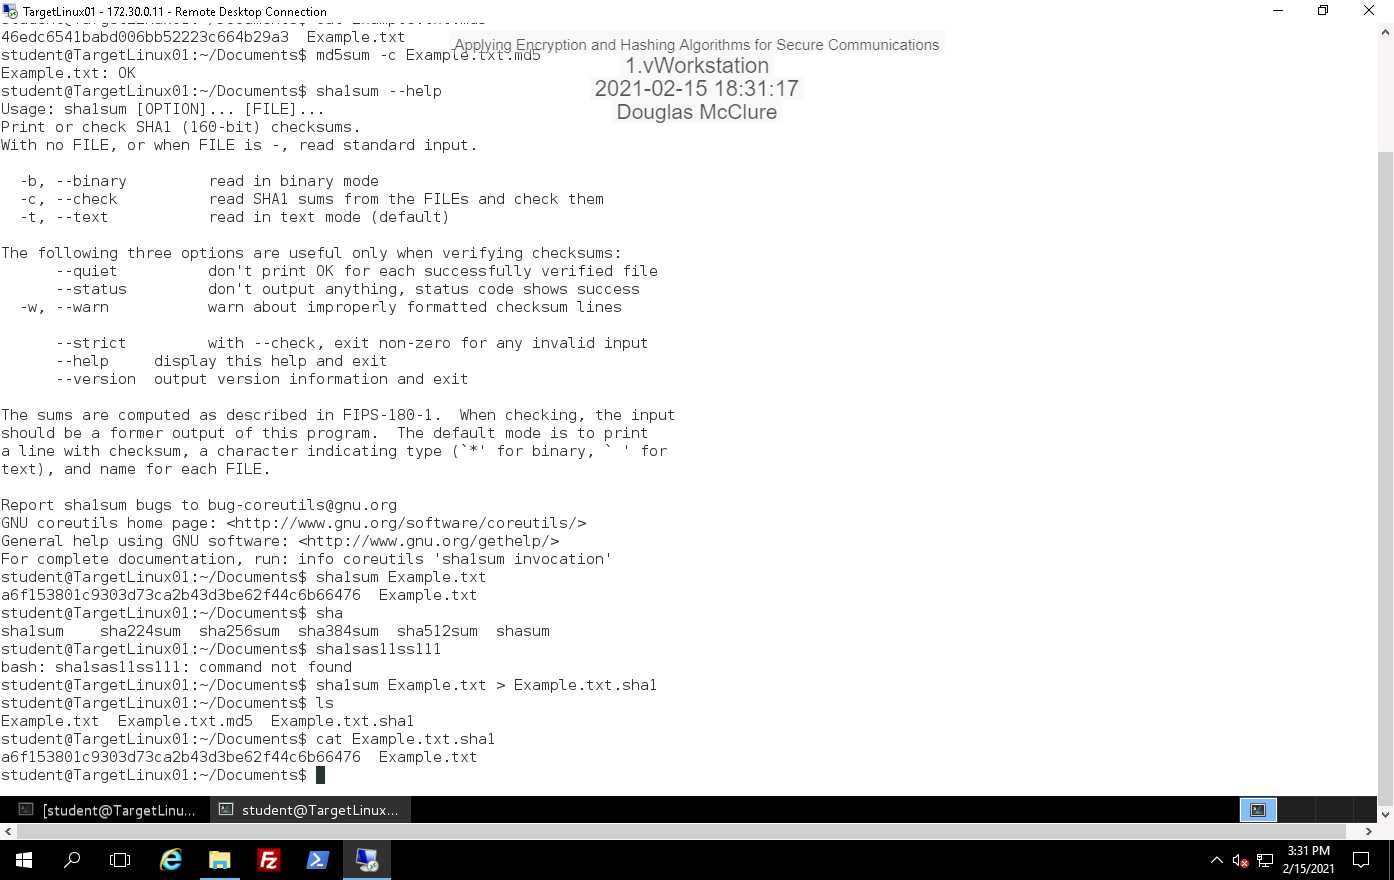 TargetLinux01 - 172.30.0.11 - Remote Desktop Connection
46edc6541babd006bb52223c664b29a3  Example.txt
Applying Encryption and Hashing Algorithms for Secure Communications
student@TargetLinux01:~/Documents$ md5sum -c Example.txt.md5
1.vWorkstation
Example.txt: OK
2021-02-15 18:31:17
student@TargetLinux01:~/Documents$ sha1sum --help
Usage: sha1sum [OPTION]... [FILE]...
Douglas McClure
Print or check SHA1 (160-bit) checksums.
With no FILE, or when FILE is -, read standard input.
-b, --binary         read in binary mode
-c, --check          read SHA1 sums from the FILEs and check them
-t, --text           read in text mode (default)
The following three options are useful only when verifying checksums:
--quiet          don't print OK for each successfully verified file
--status         don't output anything, status code shows success
-w, --warn           warn about improperly formatted checksum lines
--strict         with --check, exit non-zero for any invalid input
--help     display this help and exit
--version  output version information and exit
The sums are computed as described in FIPS-180-1.  When checking, the input
should be a former output of this program.  The default mode is to print
a line with checksum, a character indicating type (`*' for binary, ` ' for
text), and name for each FILE.
Report sha1sum bugs to bug-coreutils@gnu.org
GNU coreutils home page: <http://www.gnu.org/software/coreutils/>
General help using GNU software: <http://www.gnu.org/gethelp/>
For complete documentation, run: info coreutils 'sha1sum invocation'
student@TargetLinux01:~/Documents$ sha1sum Example.txt
a6f153801c9303d73ca2b43d3be62f44c6b66476  Example.txt
student@TargetLinux01:~/Documents$ sha
sha1sum    sha224sum  sha256sum  sha384sum  sha512sum  shasum
student@TargetLinux01:~/Documents$ sha1sas11ss111
bash: sha1sas11ss111: command not found
student@TargetLinux01:~/Documents$ sha1sum Example.txt > Example.txt.sha1
student@TargetLinux01:~/Documents$ ls
Example.txt  Example.txt.md5  Example.txt.sha1
student@TargetLinux01:~/Documents$ cat Example.txt.sha1
a6f153801c9303d73ca2b43d3be62f44c6b66476  Example.txt
student@TargetLinux01:~/Documents$
[student@TargetLinu...
student@TargetLinux...
3:31 PM
2/15/2021